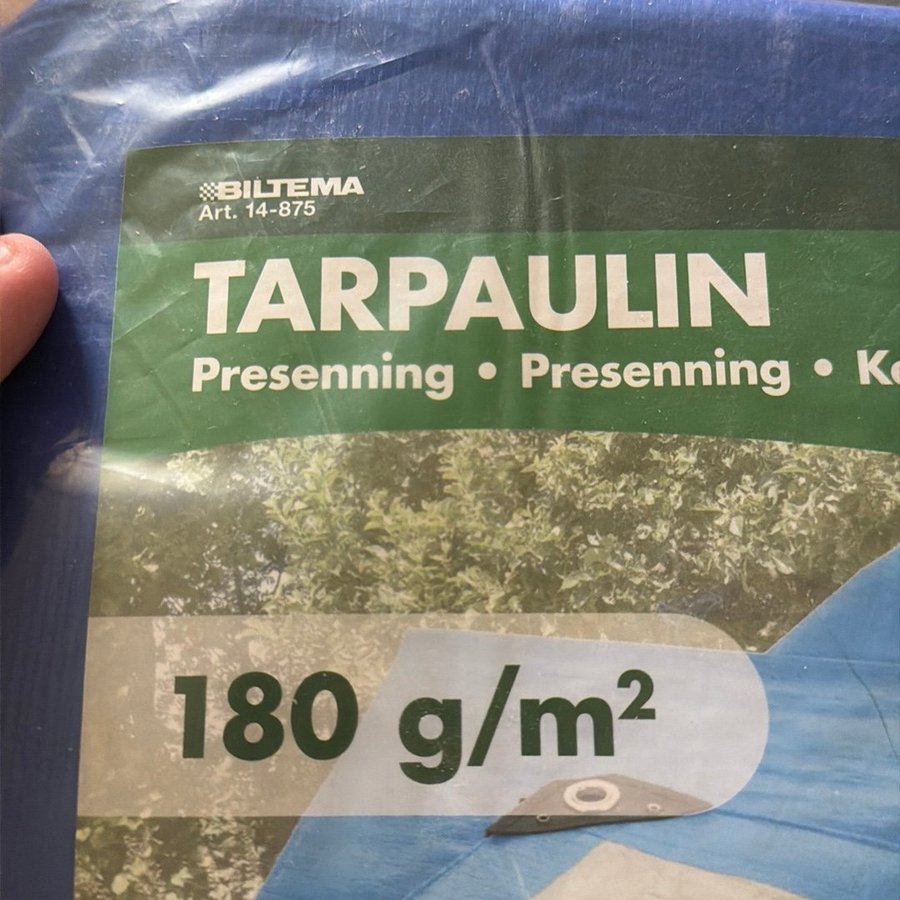 BILTEMA
Art. 14-875
TARPAULIN
Presenning • Presenning •
180 g/m²